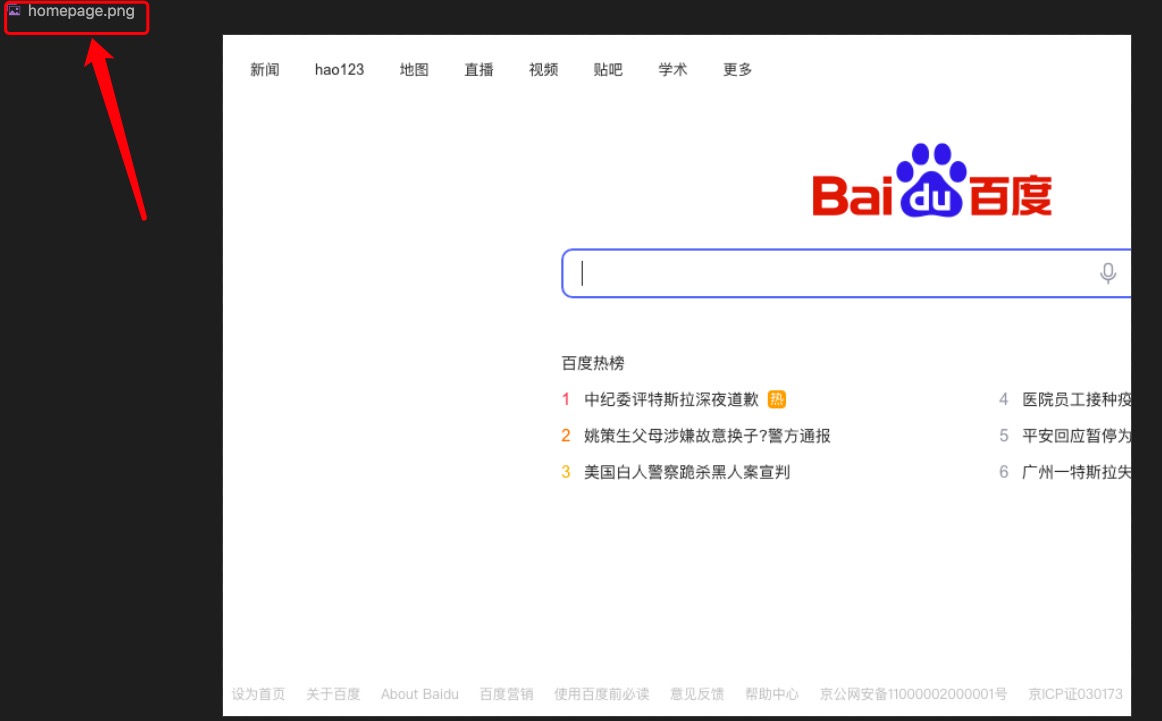 homepage.png
新闻 hao123 地图 直播 视频 贴吧 学术 更多
Bai du 百度
百度热榜
1 中纪委评特斯拉深夜道歉 热 4 医院员工接种疫
2 姚策生父母涉嫌故意换子?警方通报 5 平安回应暂停为
3 美国白人警察跪杀黑人案宣判 6 广州一特斯拉失
设为首页 关于百度 About Baidu 百度营销 使用百度前必读 意见反馈 帮助中心 京公网安备11000002000001号 京ICP证030173